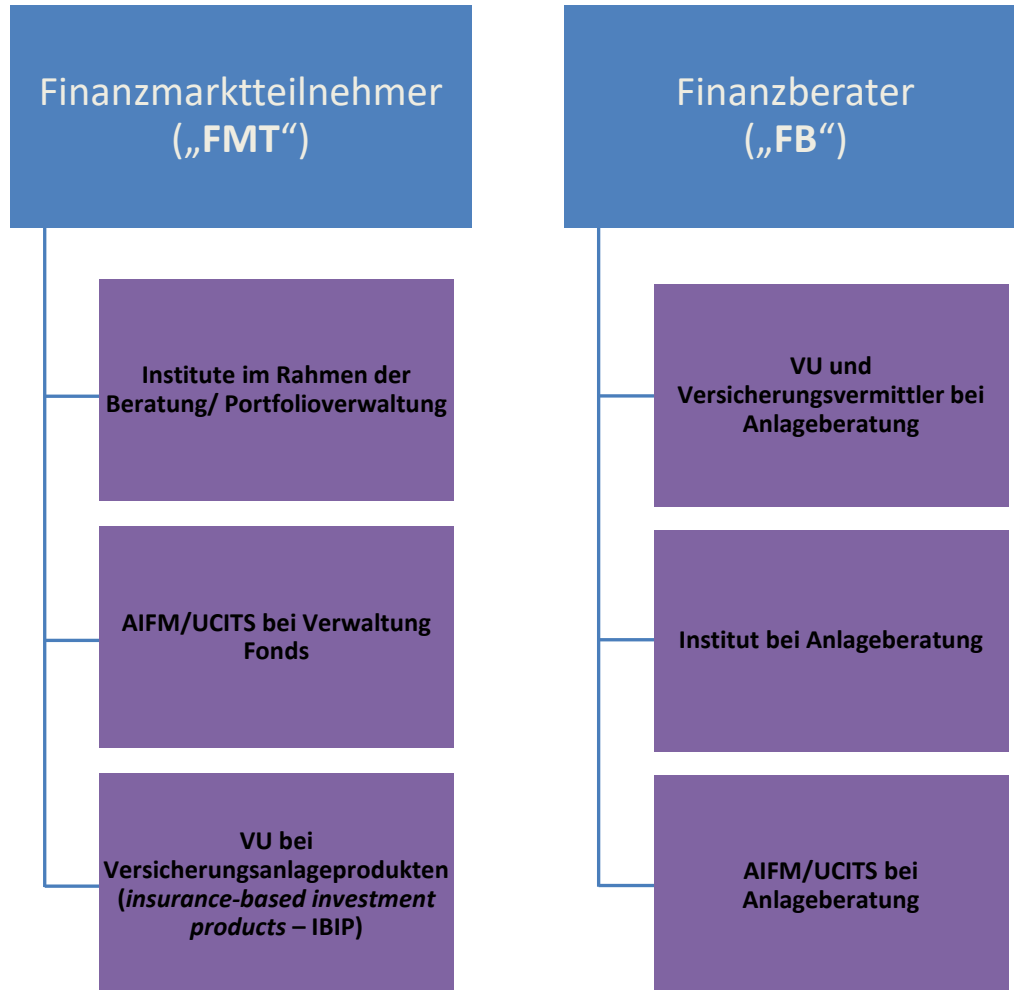 Finanzmarktteilnehmer
(„FMT“)
Institute im Rahmen der
Beratung/ Portfolioverwaltung
AIFM/UCITS bei Verwaltung
Fonds
VU bei
Versicherungsanlageprodukten
(insurance-based investment
products – IBIP)
Finanzberater
(„FB“)
VU und
Versicherungsvermittler bei
Anlageberatung
Institut bei Anlageberatung
AIFM/UCITS bei
Anlageberatung